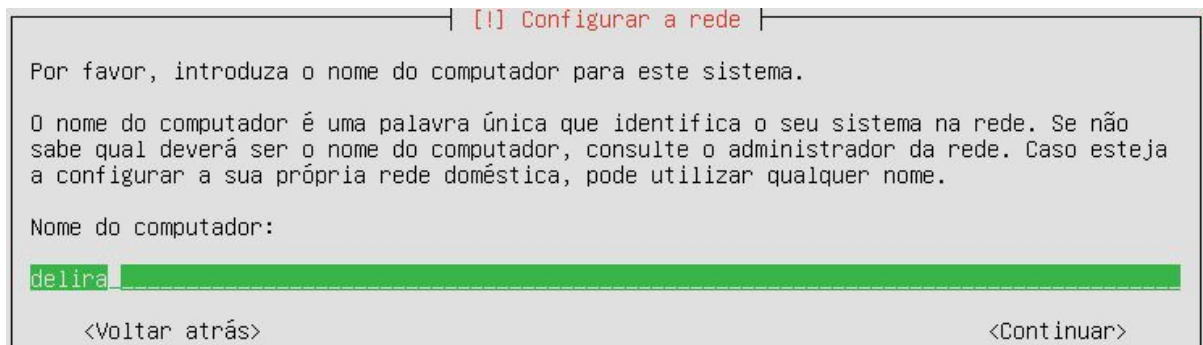 [!] Configurar a rede
Por favor, introduza o nome do computador para este sistema.
O nome do computador é uma palavra única que identifica o seu sistema na rede. Se não
sabe qual deverá ser o nome do computador, consulte o administrador da rede. Caso esteja
a configurar a sua própria rede doméstica, pode utilizar qualquer nome.
Nome do computador:
delira
<Voltar atrás> <Continuar>